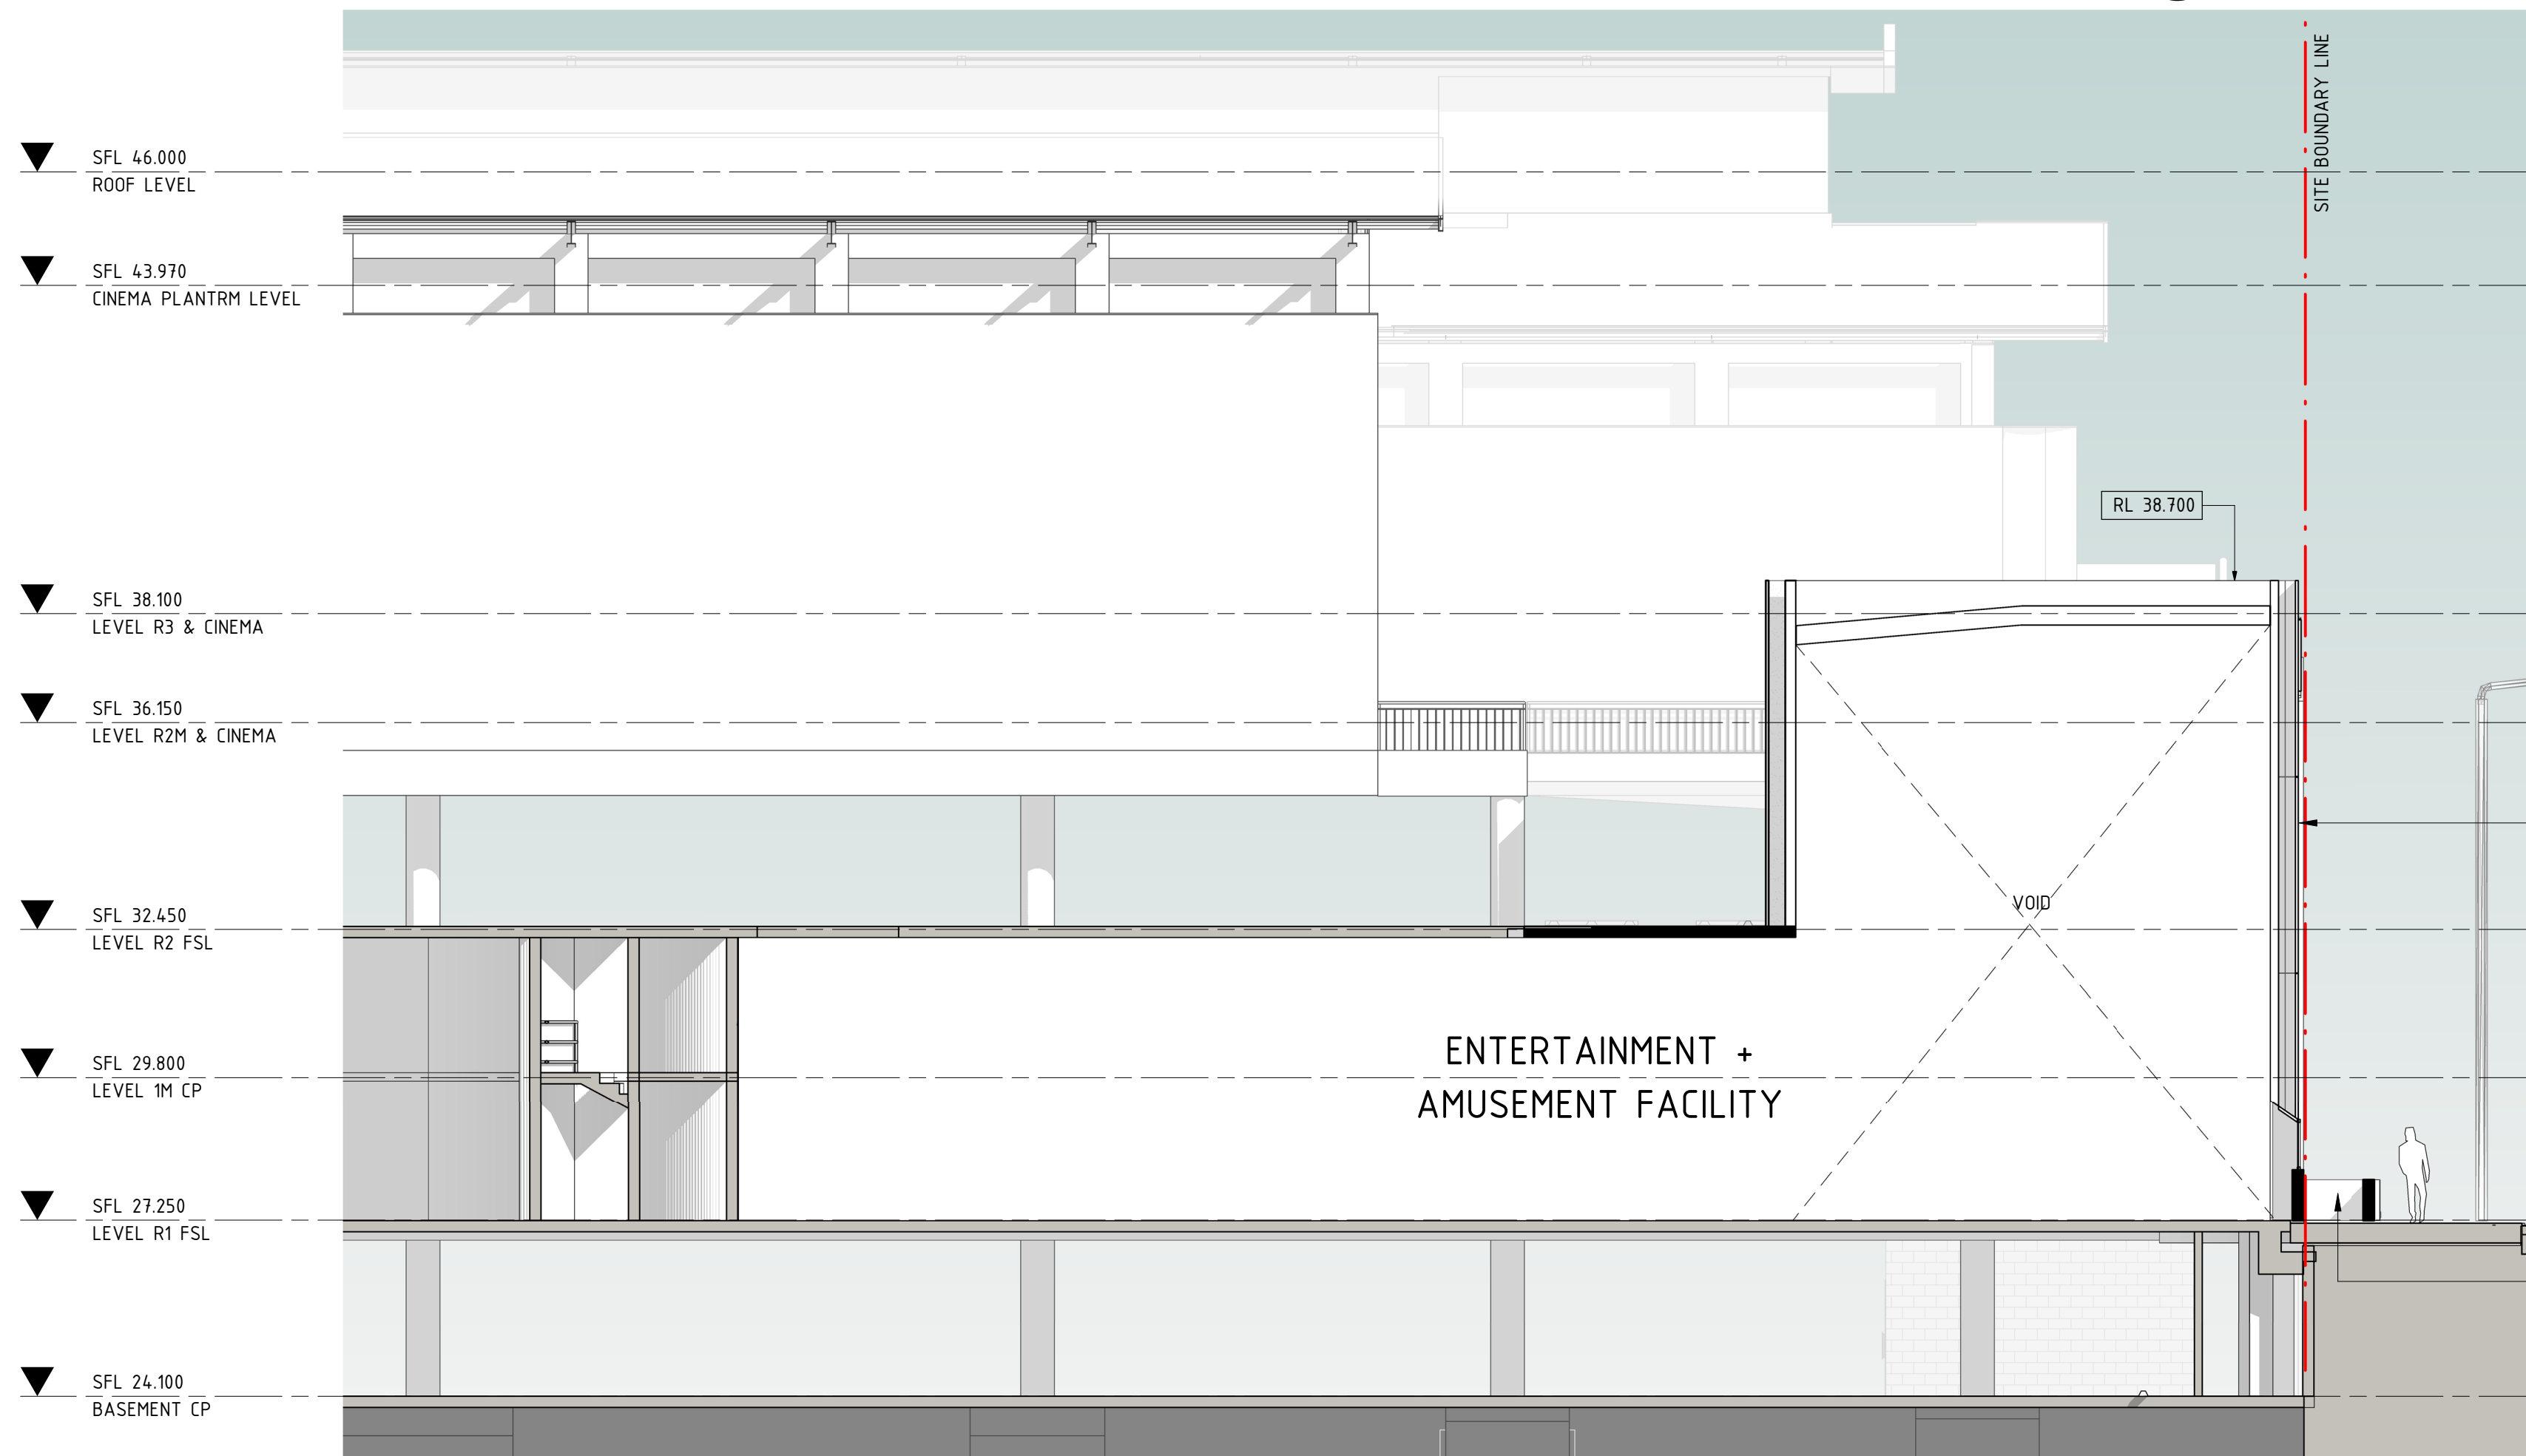 SITE BOUNDARY LINE
SFL 46.000
ROOF LEVEL
SFL 43.970
CINEMA PLANTRM LEVEL
RL 38.700
SFL 38.100
LEVEL R3 & CINEMA
SFL 36.150
LEVEL R2M & CINEMA
VOID
SFL 32.450
LEVEL R2 FSL
ENTERTAINMENT +
AMUSEMENT FACILITY
SFL 29.800
LEVEL 1M CP
SFL 27.250
LEVEL R1 FSL
SFL 24.100
BASEMENT CP